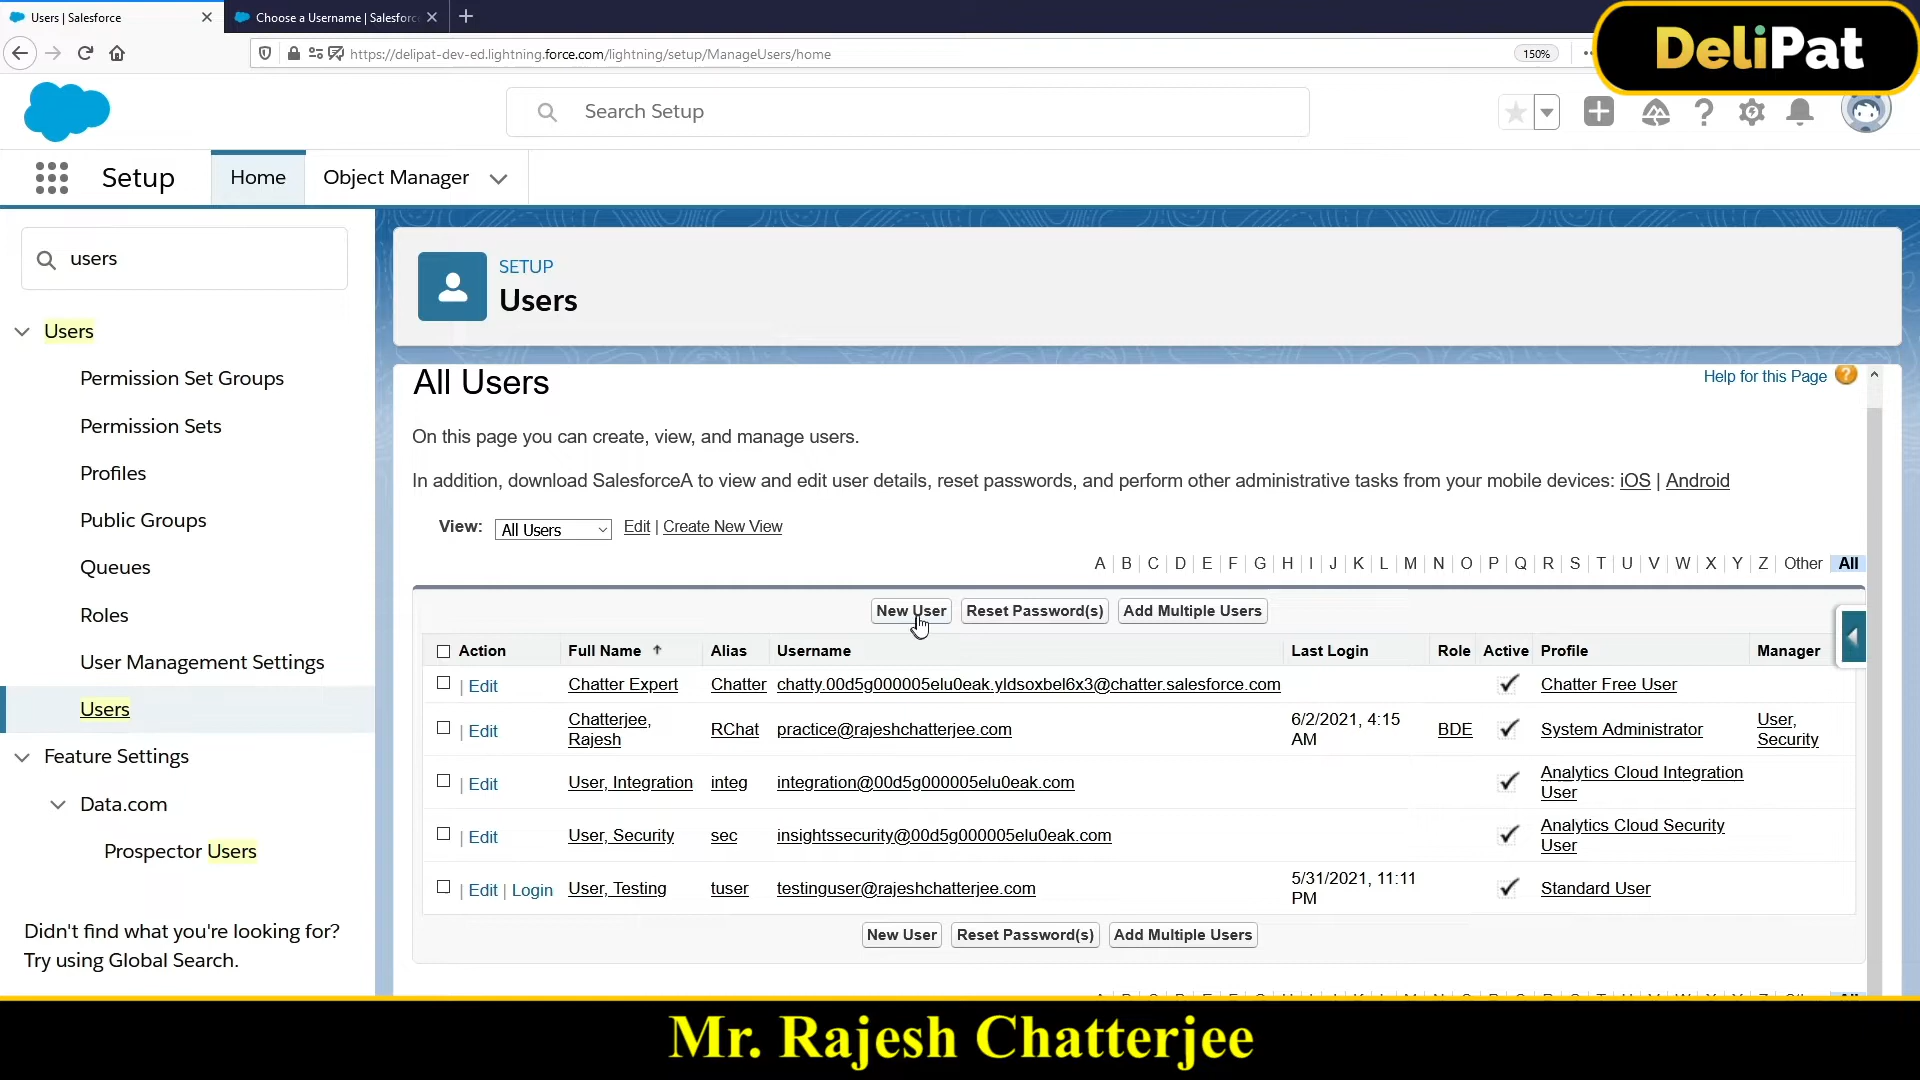 Users | Salesforce
Choose a Username | Salesforc
https://delipat-dev-ed.lightning.force.com/lightning/setup/ManageUsers/home
150%
DeliPat
Search Setup
Setup
Home
Object Manager
users
Users
Permission Set Groups
Permission Sets
Profiles
Public Groups
Queues
Roles
User Management Settings
Users
Feature Settings
Data.com
Prospector Users
Didn't find what you're looking for?
Try using Global Search.
SETUP
Users
All Users
Help for this Page
On this page you can create, view, and manage users.
In addition, download SalesforceA to view and edit user details, reset passwords, and perform other administrative tasks from your mobile devices: iOS | Android
View: All Users Edit | Create New View
A | B | C | D | E | F | G | H | I | J | K | L | M | N | O | P | Q | R | S | T | U | V | W | X | Y | Z | Other | All
New User Reset Password(s) Add Multiple Users
Action Full Name Alias Username Last Login Role Active Profile Manager
| Edit Chatter Expert Chatter chatty.00d5g000005elu0eak.yldsoxbel6x3@chatter.salesforce.com Chatter Free User
| Edit Chatterjee, Rajesh RChat practice@rajeshchatterjee.com 6/2/2021, 4:15 AM BDE System Administrator User, Security
| Edit User, Integration integ integration@00d5g000005elu0eak.com Analytics Cloud Integration User
| Edit User, Security sec insightssecurity@00d5g000005elu0eak.com Analytics Cloud Security User
| Edit | Login User, Testing tuser testinguser@rajeshchatterjee.com 5/31/2021, 11:11 PM Standard User
New User Reset Password(s) Add Multiple Users
Mr. Rajesh Chatterjee